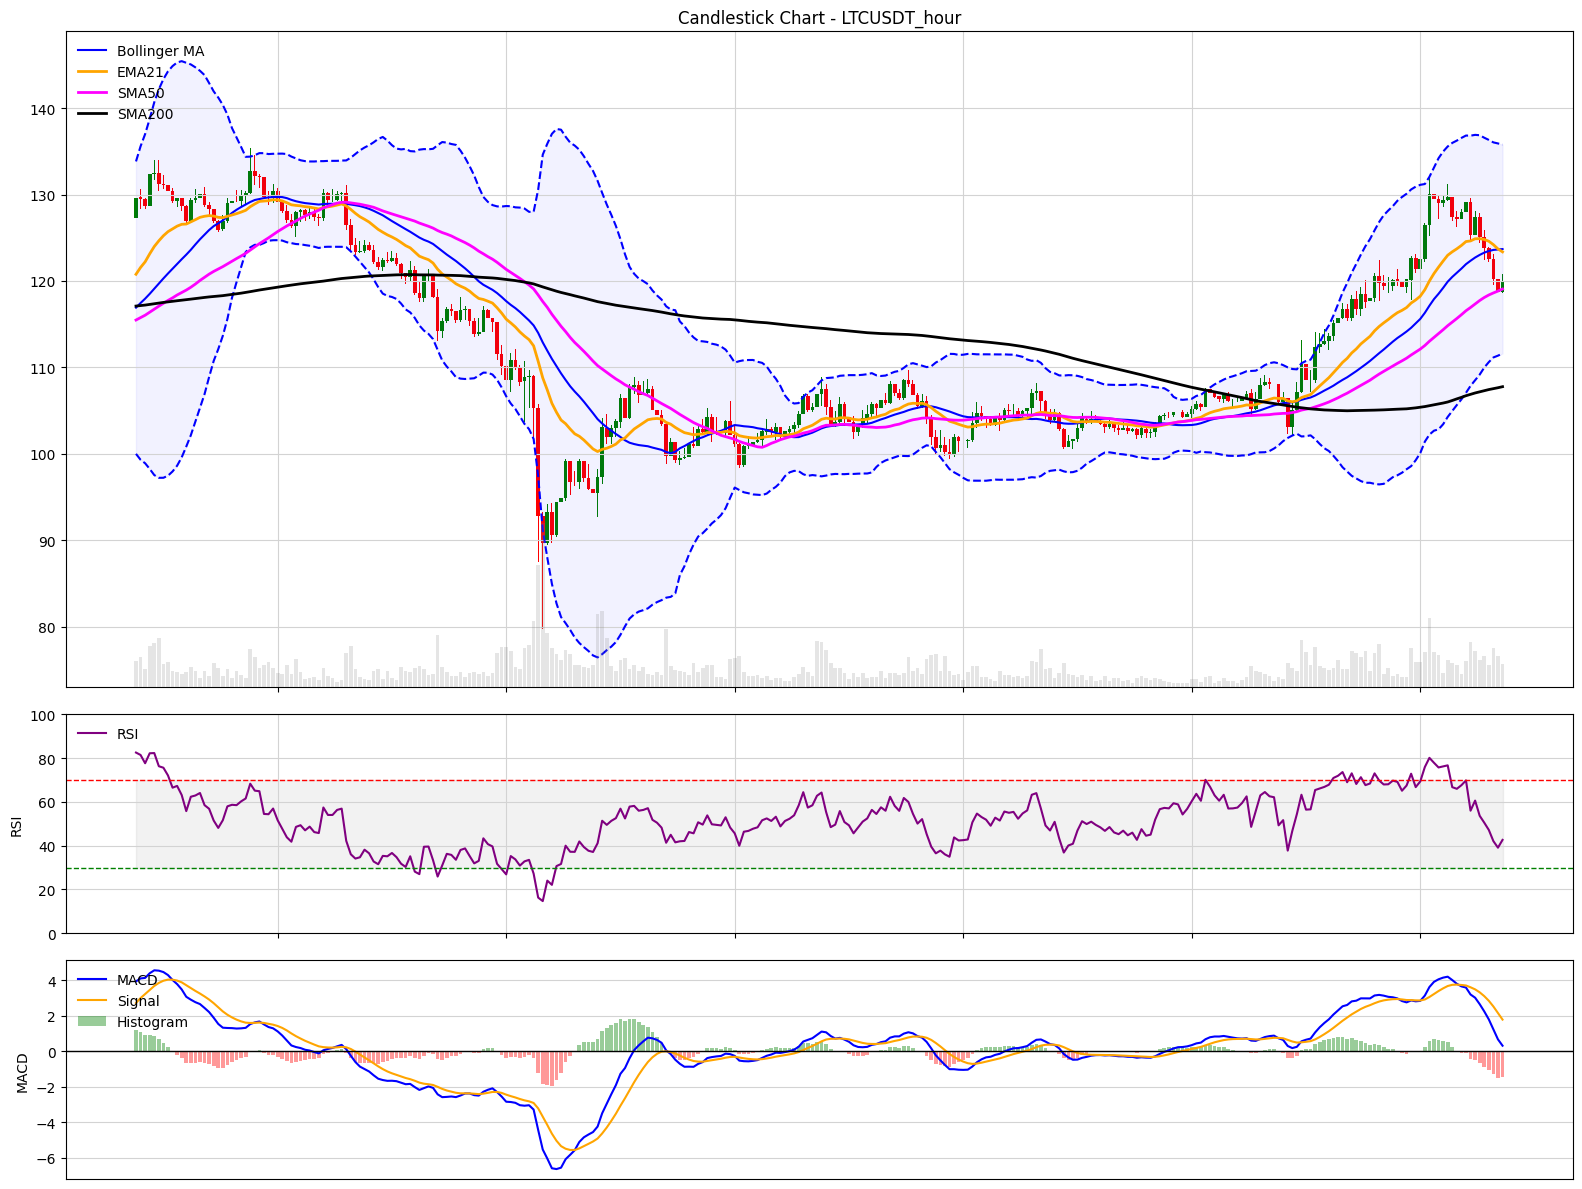 Candlestick Chart - LTCUSDT_hour
Bollinger MA
EMA21
SMA50
SMA200
140
130
120
110
100
90
80
RSI
100
80
60
40
20
0
RSI
MACD
Signal
Histogram
4
2
0
−2
−4
−6
MACD